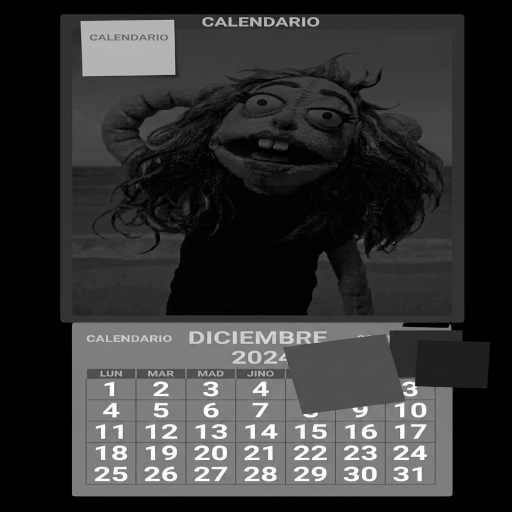 CALENDARIO
CALENDARIO
CALENDARIO DICIEMBRE
2024
LUN MAR MAD JINO
1 2 3 4 3
4 5 6 7 8 9 10
11 12 13 14 15 16 17
18 19 20 21 22 23 24
25 26 27 28 29 30 31